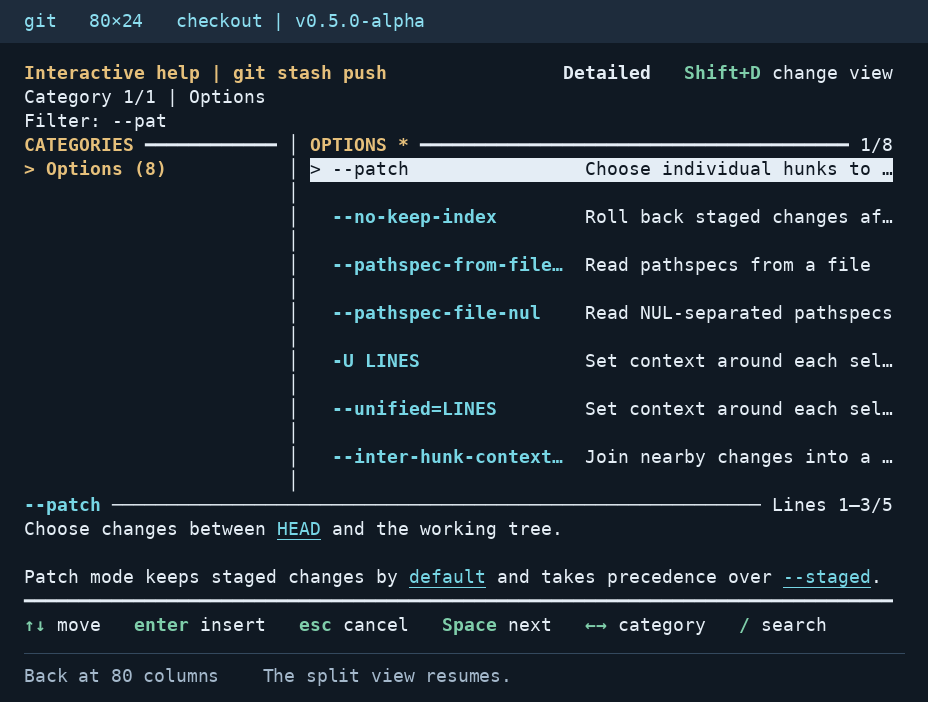 git   80×24   checkout | v0.5.0-alpha
Interactive help | git stash push                Detailed   Shift+D change view
Category 1/1 | Options
Filter: --pat
CATEGORIES ──────────── │ OPTIONS * ─────────────────────────────────────── 1/8
> Options (8)           │ > --patch                Choose individual hunks to …
│   --no-keep-index        Roll back staged changes af…
│   --pathspec-from-file…  Read pathspecs from a file
│   --pathspec-file-nul    Read NUL-separated pathspecs
│   -U LINES               Set context around each sel…
│   --unified=LINES        Set context around each sel…
│   --inter-hunk-context…  Join nearby changes into a …
--patch ─────────────────────────────────────────────────────────── Lines 1–3/5
Choose changes between HEAD and the working tree.
Patch mode keeps staged changes by default and takes precedence over --staged.
↑↓ move   enter insert   esc cancel   Space next   ←→ category   / search
Back at 80 columns    The split view resumes.